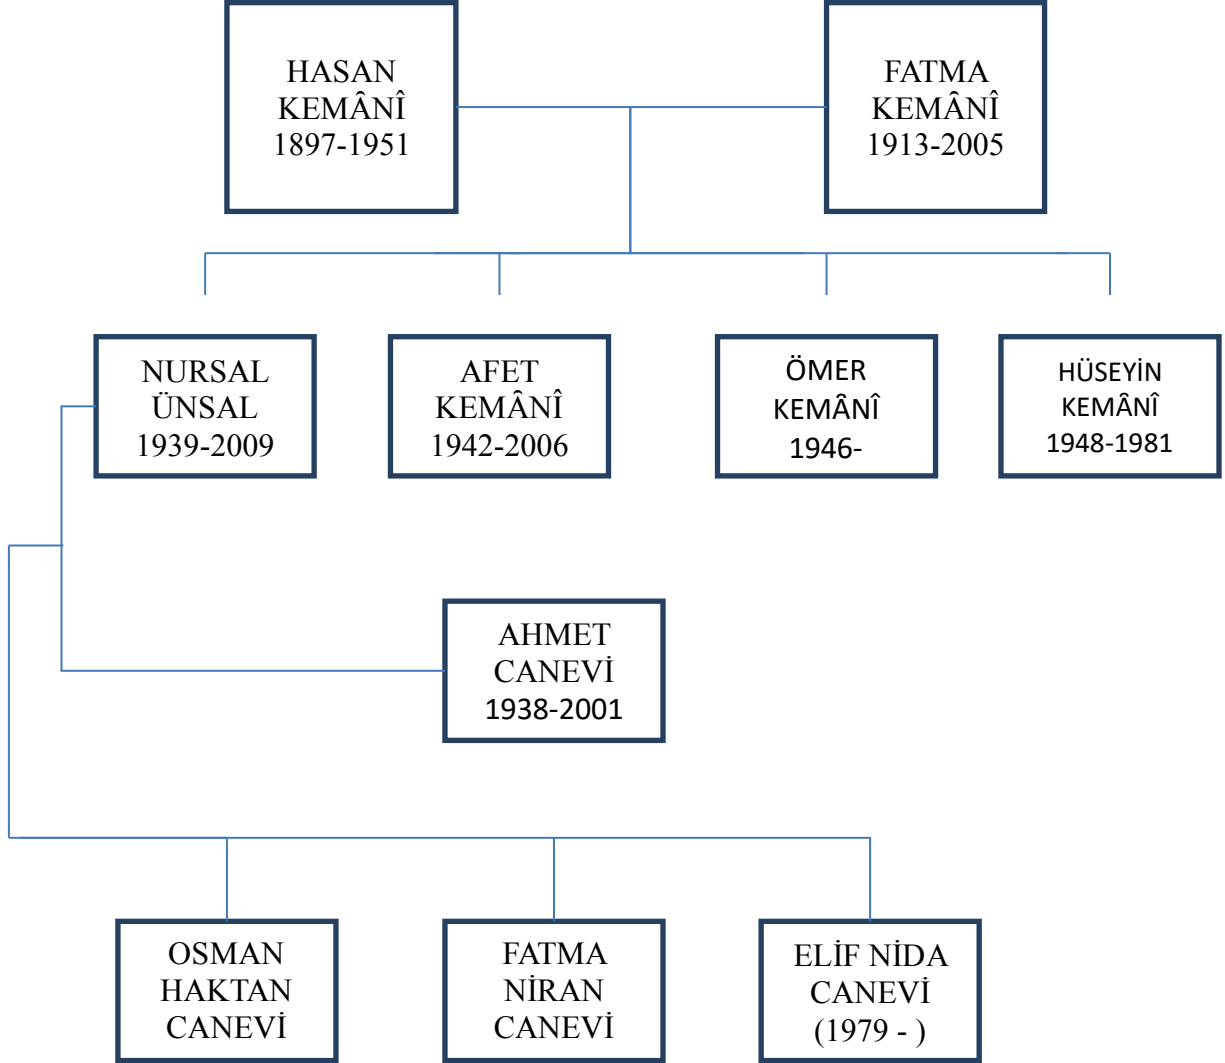 HASAN
KEMÂNÎ
1897-1951
FATMA
KEMÂNÎ
1913-2005
NURSAL
ÜNSAL
1939-2009
AFET
KEMÂNÎ
1942-2006
ÖMER
KEMÂNÎ
1946-
HÜSEYİN
KEMÂNÎ
1948-1981
AHMET
CANEVİ
1938-2001
OSMAN
HAKTAN
CANEVİ
FATMA
NİRAN
CANEVİ
ELİF NİDA
CANEVİ
(1979 - )